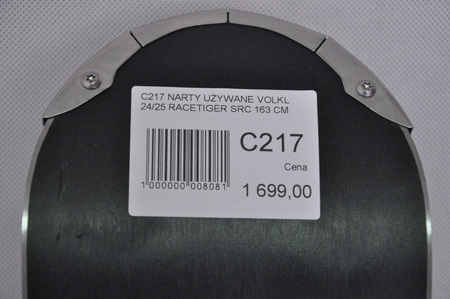 C217 NARTY UŻYWANE VOLKL
24/25 RACETIGER SRC 163 CM
C217
Cena
1 000000 008081
1 699,00